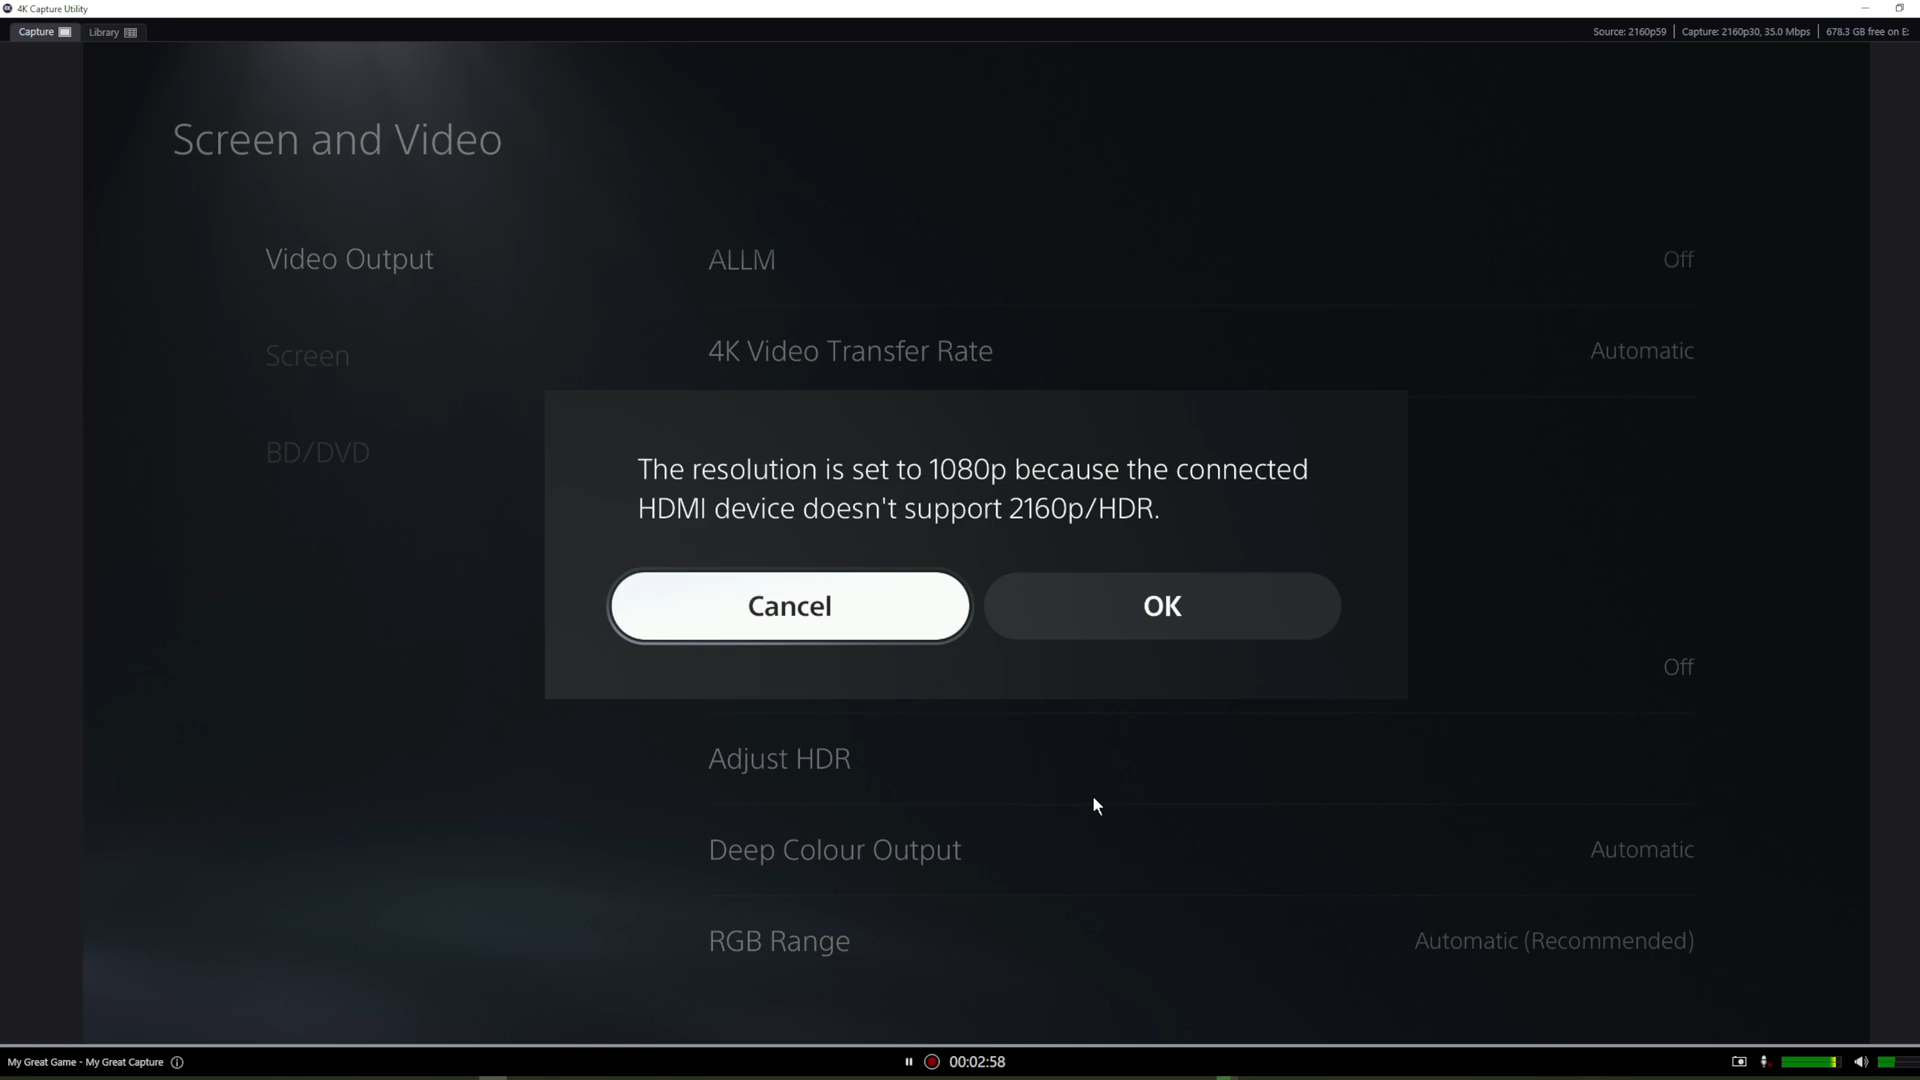 4K Capture Utility
Capture
Library
Source: 2160p59
Capture: 2160p30, 35.0 Mbps
678.3 GB free on E:
Screen and Video
Video Output
Screen
BD/DVD
ALLM
Off
4K Video Transfer Rate
Automatic
The resolution is set to 1080p because the connected
HDMI device doesn't support 2160p/HDR.
Cancel
OK
Off
Adjust HDR
Deep Colour Output
Automatic
RGB Range
Automatic (Recommended)
My Great Game - My Great Capture
00:02:58